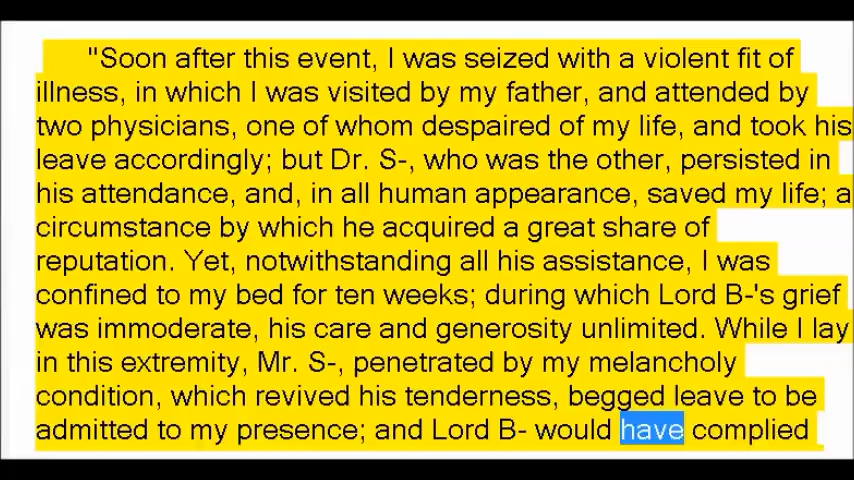 "Soon after this event, I was seized with a violent fit of
illness, in which I was visited by my father, and attended by
two physicians, one of whom despaired of my life, and took his
leave accordingly; but Dr. S-, who was the other, persisted in
his attendance, and, in all human appearance, saved my life; a
circumstance by which he acquired a great share of
reputation. Yet, notwithstanding all his assistance, I was
confined to my bed for ten weeks; during which Lord B-'s grief
was immoderate, his care and generosity unlimited. While I lay
in this extremity, Mr. S-, penetrated by my melancholy
condition, which revived his tenderness, begged leave to be
admitted to my presence; and Lord B- would have complied